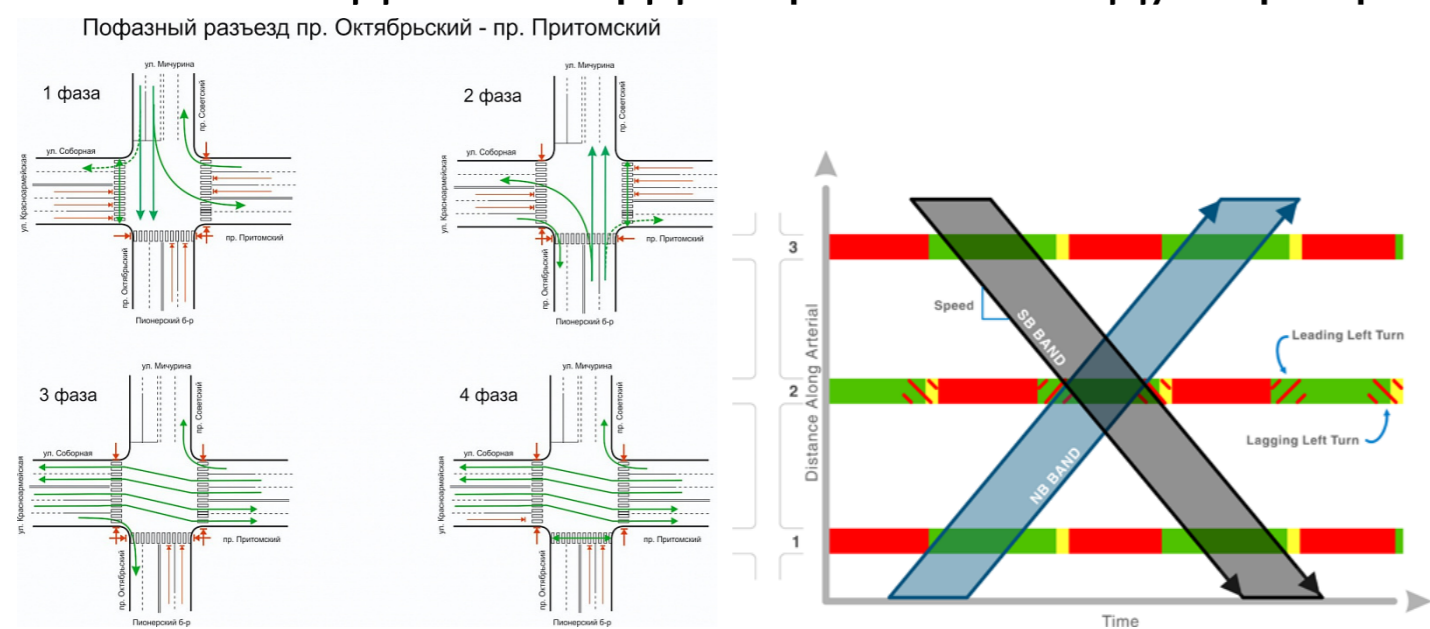 Пофазный разъезд пр. Октябрьский - пр. Притомский
1 фаза
ул. Мичурина
пр. Советский
ул. Соборная
ул. Красноармейская
пр. Притомский
пр. Октябрьский
Пионерский б-р
2 фаза
ул. Мичурина
пр. Советский
ул. Соборная
ул. Красноармейская
пр. Притомский
пр. Октябрьский
Пионерский б-р
3 фаза
ул. Мичурина
пр. Советский
ул. Соборная
ул. Красноармейская
пр. Притомский
пр. Октябрьский
Пионерский б-р
4 фаза
ул. Мичурина
пр. Советский
ул. Соборная
ул. Красноармейская
пр. Притомский
пр. Октябрьский
Пионерский б-р
Distance Along Arterial
3
Speed
SB BAND
Leading Left Turn
2
Lagging Left Turn
NB BAND
1
Time